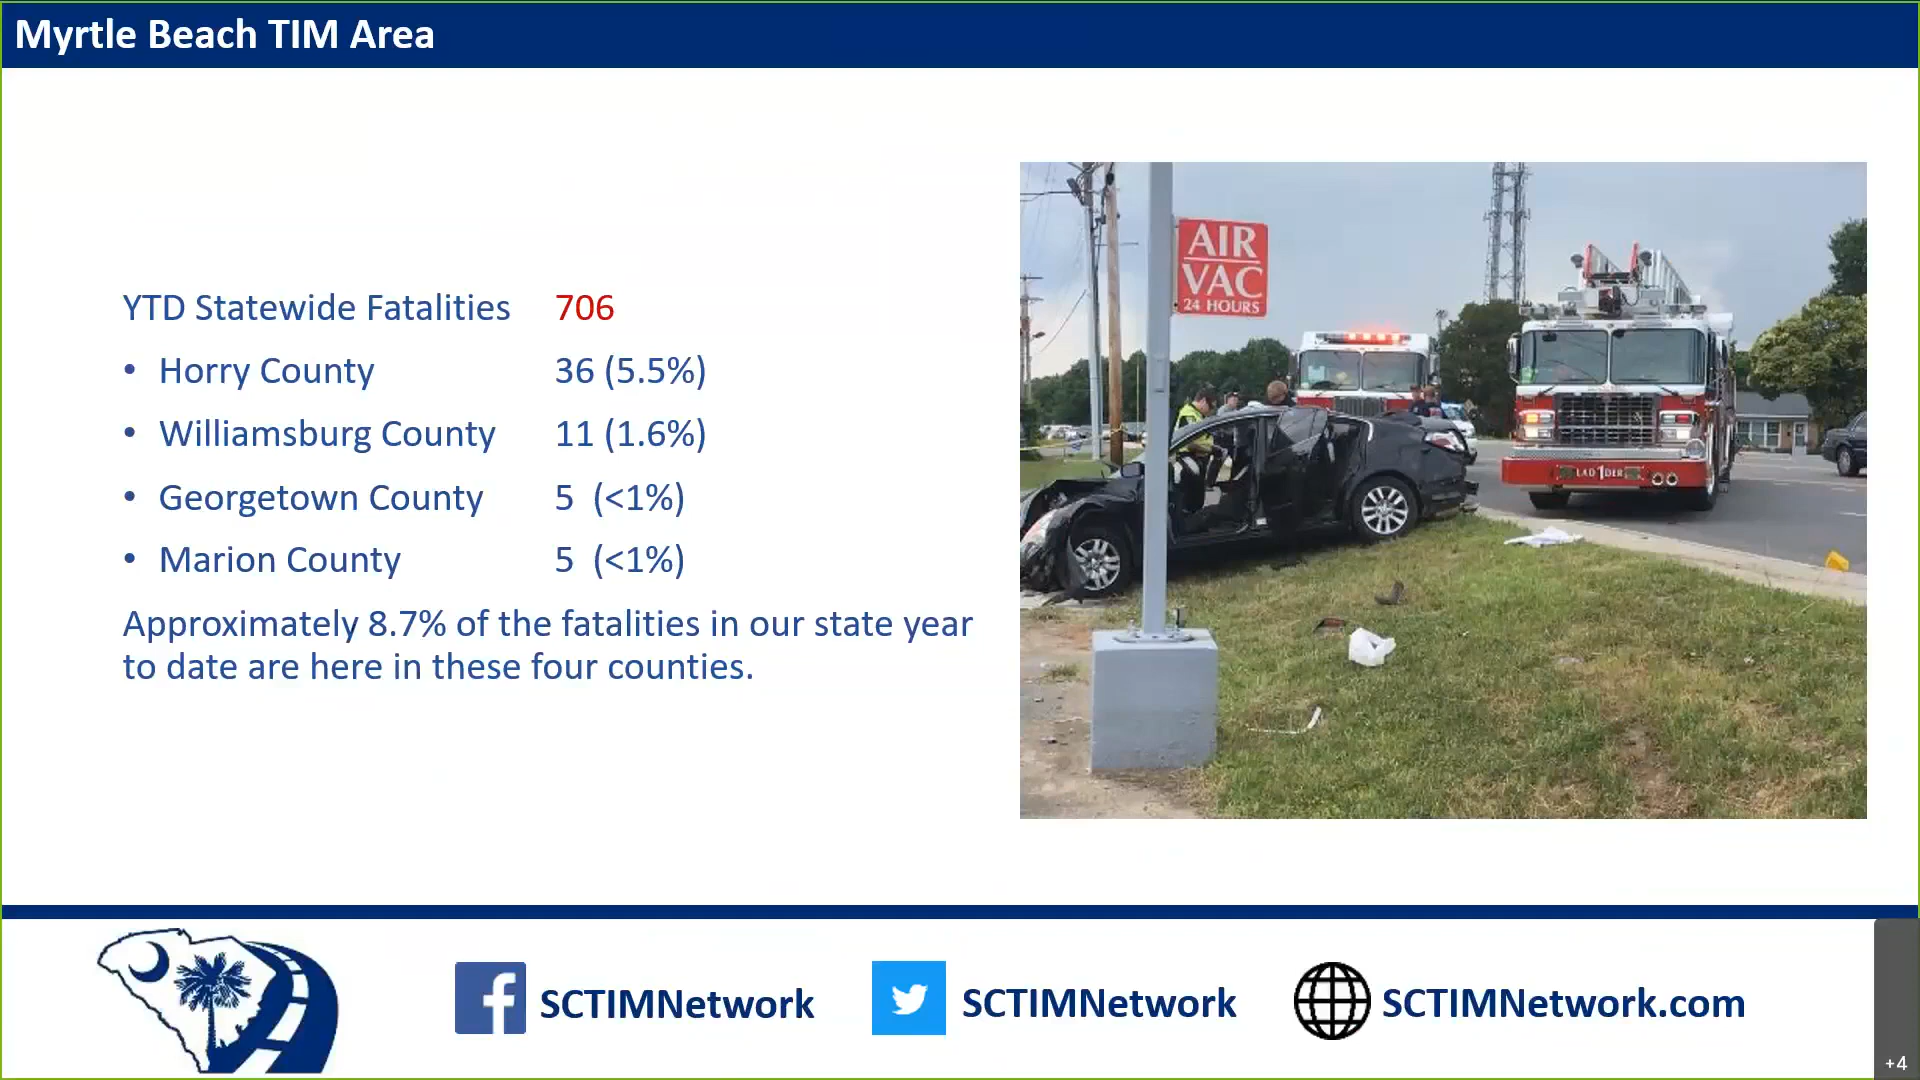 Myrtle Beach TIM Area
YTD Statewide Fatalities 706
• Horry County 36 (5.5%)
• Williamsburg County 11 (1.6%)
• Georgetown County 5 (<1%)
• Marion County 5 (<1%)
Approximately 8.7% of the fatalities in our state year
to date are here in these four counties.
AIR
VAC
24 HOURS
LAD1DER
SCTIMNetwork
SCTIMNetwork
SCTIMNetwork.com
+4